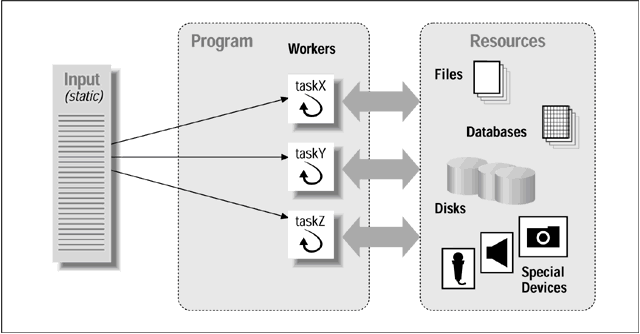 Program
Workers
Resources
Input
(static)
taskX
taskY
taskZ
Files
Databases
Disks
Special
Devices